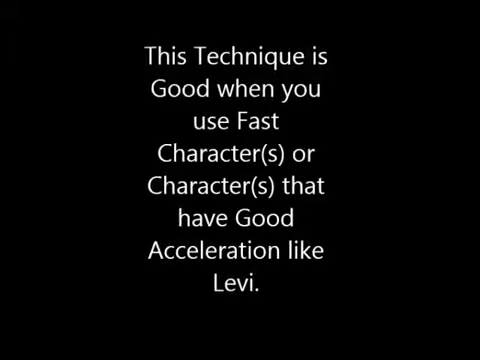 This Technique is
Good when you
use Fast
Character(s) or
Character(s) that
have Good
Acceleration like
Levi.